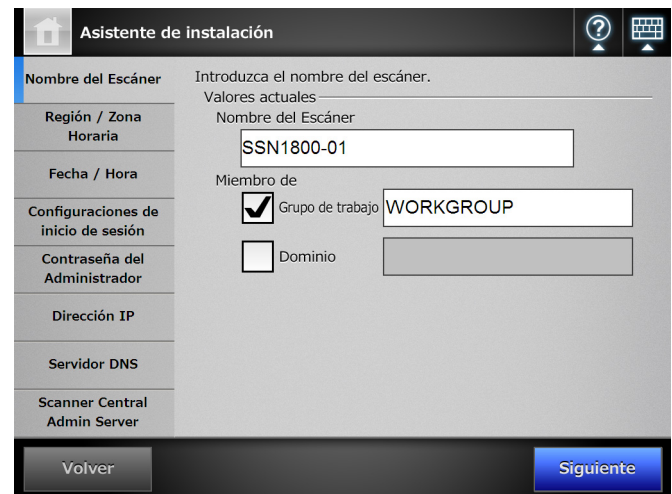 Asistente de instalación
?
Nombre del Escáner
Región / Zona
Horaria
Fecha / Hora
Configuraciones de
inicio de sesión
Contraseña del
Administrador
Dirección IP
Servidor DNS
Scanner Central
Admin Server
Introduzca el nombre del escáner.
Valores actuales
Nombre del Escáner
SSN1800-01
Miembro de
Grupo de trabajo WORKGROUP
Dominio
Volver
Siguiente